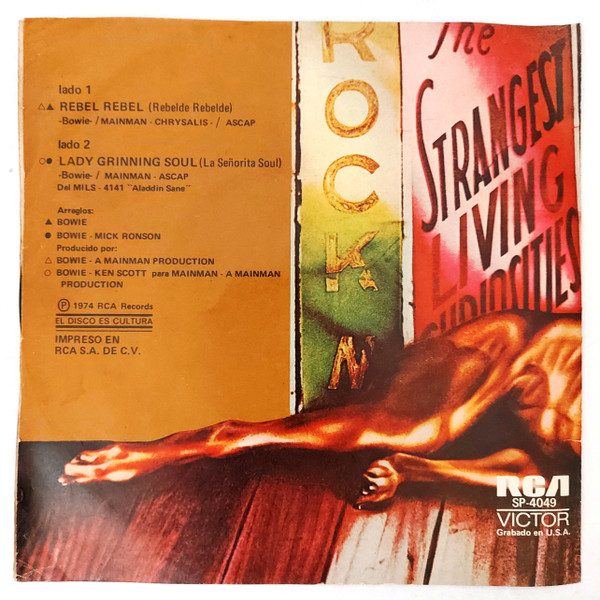 lado 1
△▲ REBEL REBEL (Rebelde Rebelde)
-Bowie- / MAINMAN - CHRYSALIS - / ASCAP
lado 2
○● LADY GRINNING SOUL (La Señorita Soul)
-Bowie- / MAINMAN - ASCAP
Del MILS - 4141 "Aladdin Sane"
Arraglos:
▲ BOWIE
● BOWIE - MICK RONSON
Producido por:
△ BOWIE - A MAINMAN PRODUCTION
○ BOWIE - KEN SCOTT para MAINMAN - A MAINMAN
PRODUCTION
Ⓟ 1974 RCA Records
EL DISCO ES CULTURA
IMPRESO EN
RCA S.A. DE C.V.
ROCK N
The
STRANGEST
LIVING
CURIOSITIES
RCA
SP-4049
VICTOR
Grabado en U.S.A.